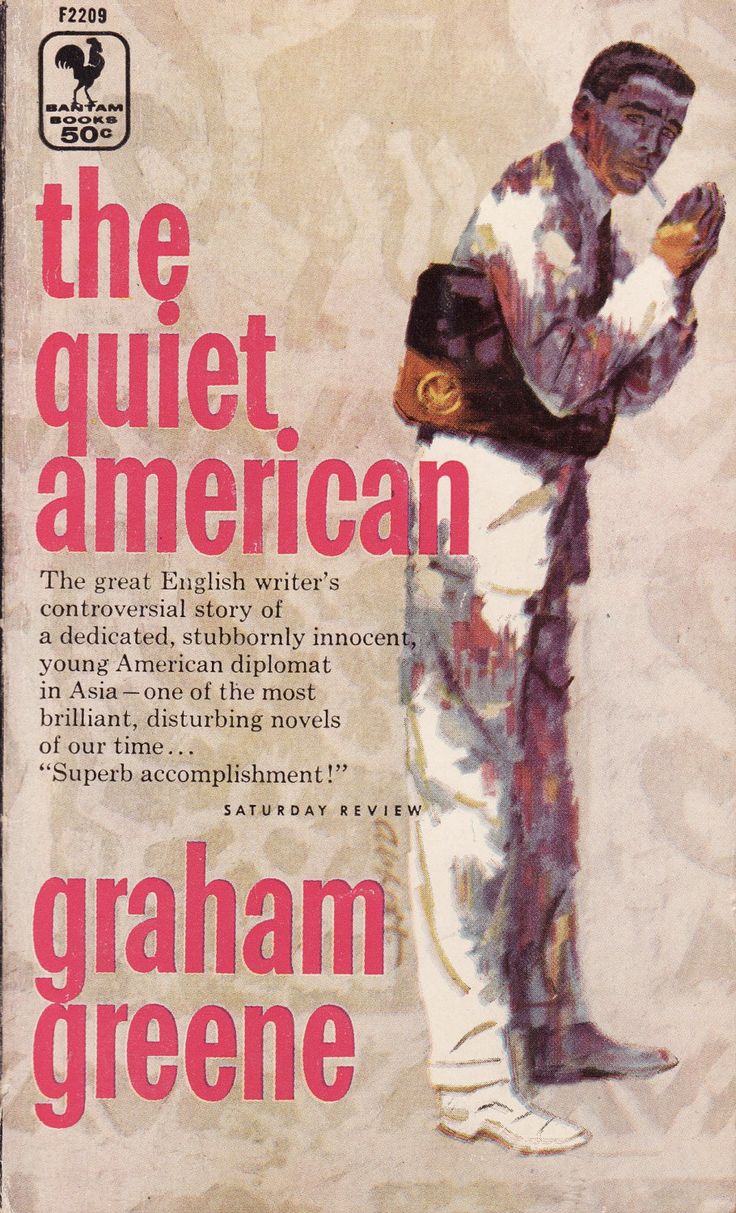 F2209
BANTAM
BOOKS
50¢
the
quiet
american
The great English writer's
controversial story of
a dedicated, stubbornly innocent,
young American diplomat
in Asia—one of the most
brilliant, disturbing novels
of our time...
"Superb accomplishment!"
SATURDAY REVIEW
graham
greene